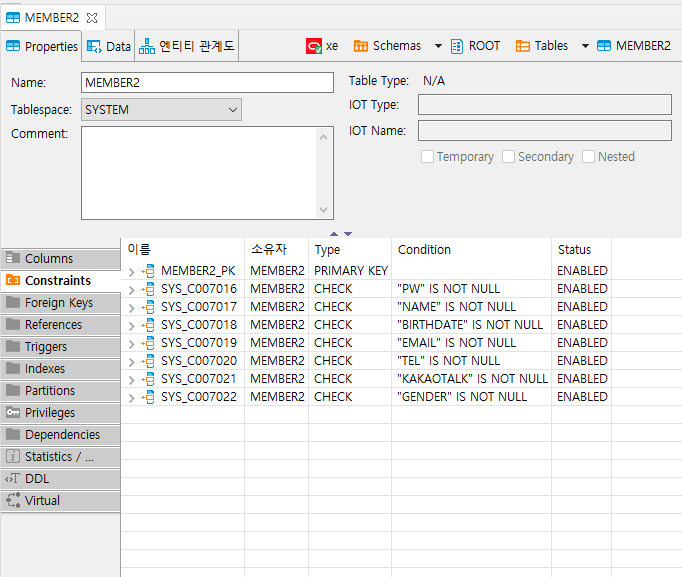 MEMBER2
Properties Data 엔티티 관계도 xe Schemas ROOT Tables MEMBER2
Name: MEMBER2 Table Type: N/A
Tablespace: SYSTEM IOT Type:
Comment: IOT Name:
Temporary Secondary Nested
이름 소유자 Type Condition Status
MEMBER2_PK MEMBER2 PRIMARY KEY ENABLED
SYS_C007016 MEMBER2 CHECK "PW" IS NOT NULL ENABLED
SYS_C007017 MEMBER2 CHECK "NAME" IS NOT NULL ENABLED
SYS_C007018 MEMBER2 CHECK "BIRTHDATE" IS NOT NULL ENABLED
SYS_C007019 MEMBER2 CHECK "EMAIL" IS NOT NULL ENABLED
SYS_C007020 MEMBER2 CHECK "TEL" IS NOT NULL ENABLED
SYS_C007021 MEMBER2 CHECK "KAKAOTALK" IS NOT NULL ENABLED
SYS_C007022 MEMBER2 CHECK "GENDER" IS NOT NULL ENABLED
Columns
Constraints
Foreign Keys
References
Triggers
Indexes
Partitions
Privileges
Dependencies
Statistics / ...
DDL
Virtual